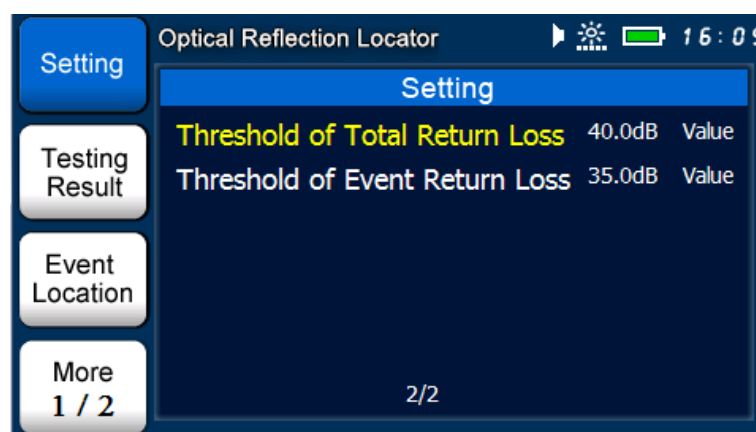 Setting
Optical Reflection Locator
Setting
Threshold of Total Return Loss 40.0dB Value
Threshold of Event Return Loss 35.0dB Value
Testing
Result
Event
Location
More
1 / 2
2/2